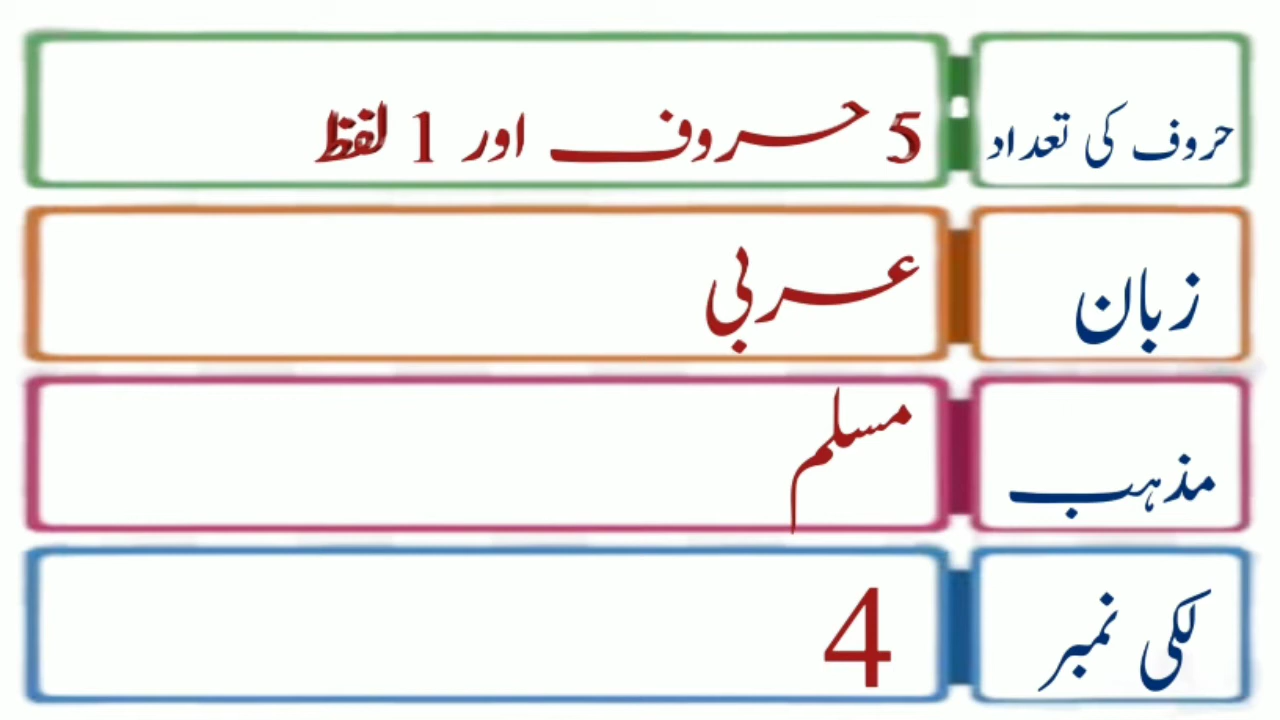 حروف کی تعداد 5 حروف اور 1 لفظ
زبان عربی
مذہب مسلم
لکی نمبر 4